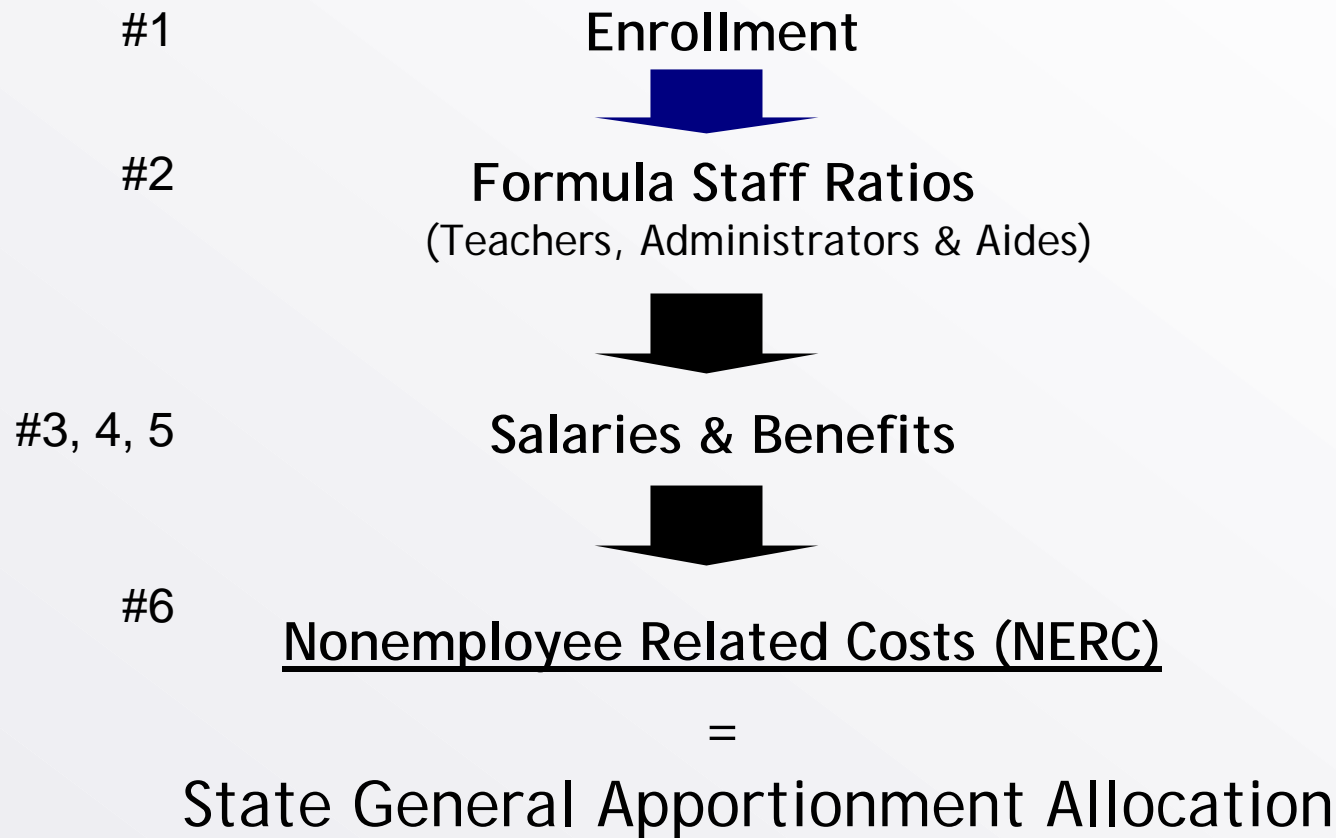 #1 Enrollment
#2 Formula Staff Ratios
(Teachers, Administrators & Aides)
#3, 4, 5 Salaries & Benefits
#6
Nonemployee Related Costs (NERC)
=
State General Apportionment Allocation